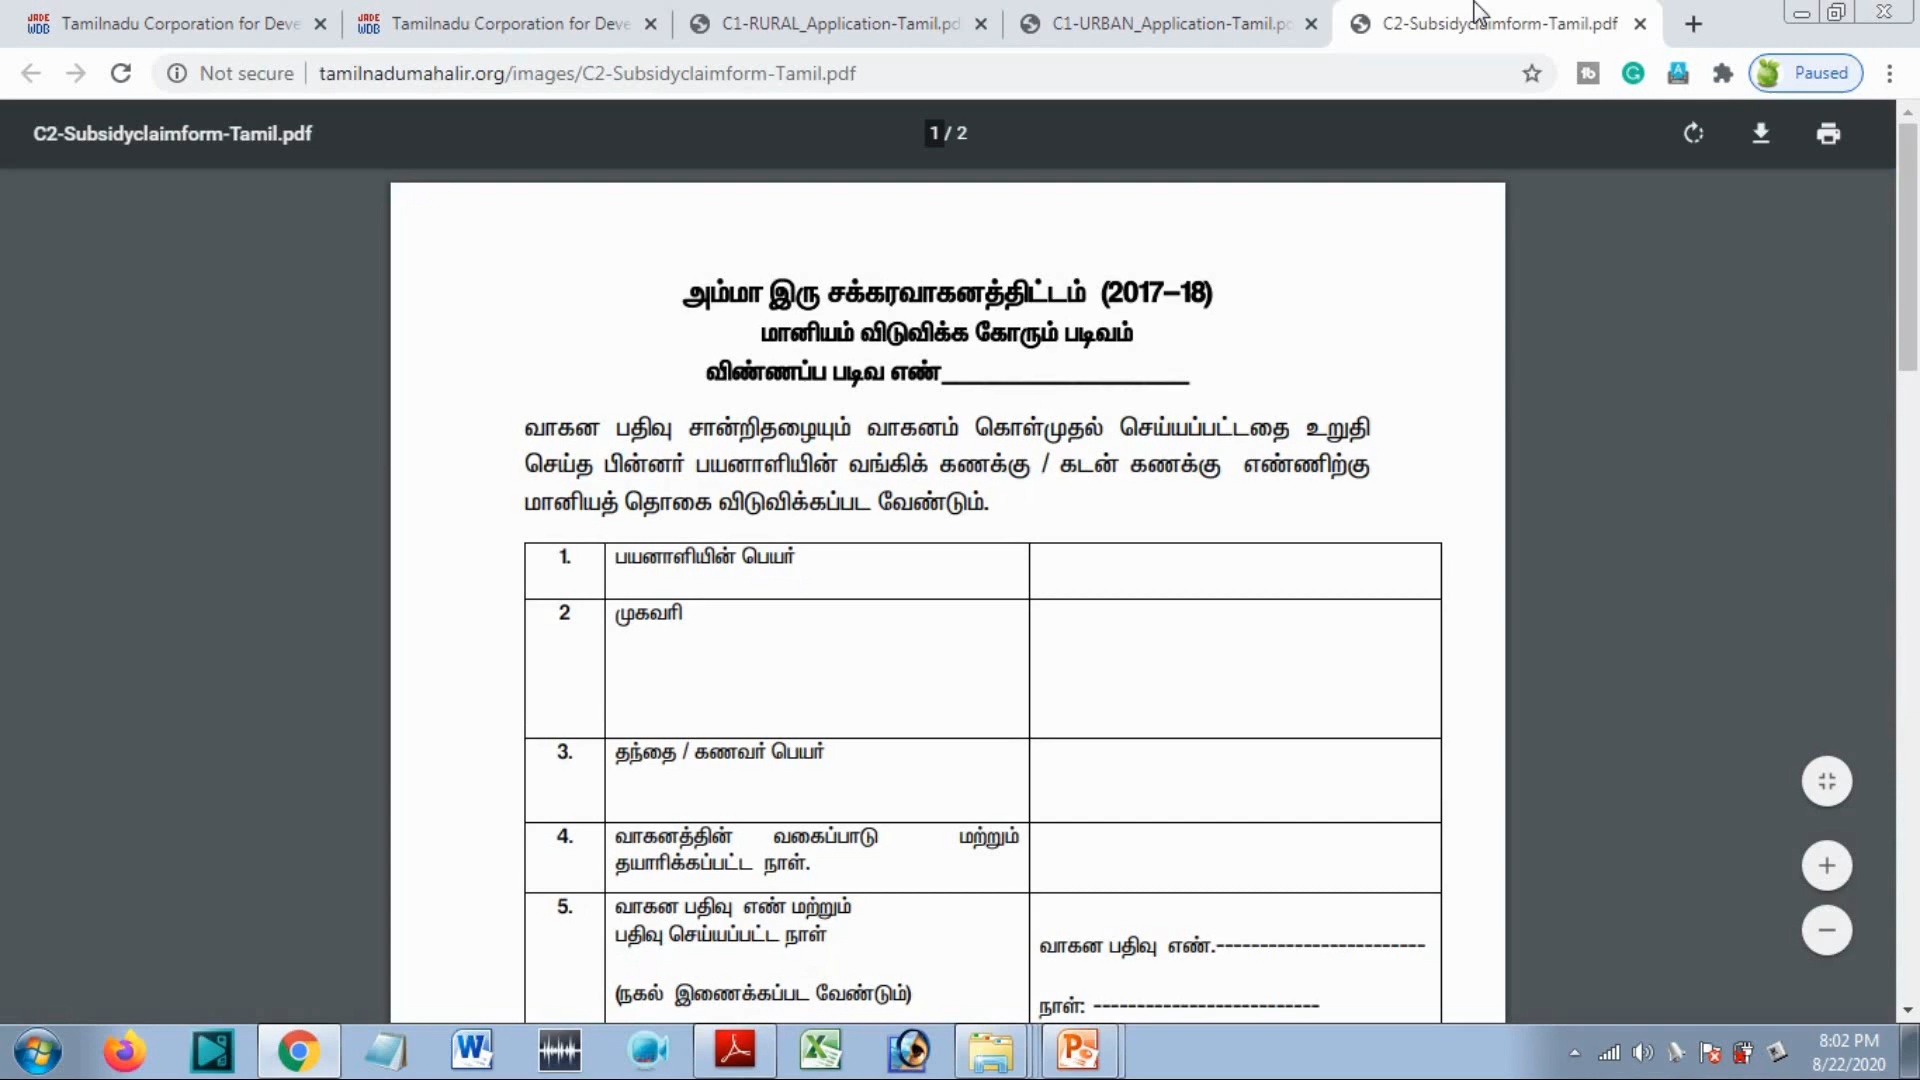 Tamilnadu Corporation for Deve
Tamilnadu Corporation for Deve
C1-RURAL_Application-Tamil.pd
C1-URBAN_Application-Tamil.pd
C2-Subsidyclaimform-Tamil.pdf
Not secure
tamilnadumahalir.org/images/C2-Subsidyclaimform-Tamil.pdf
Paused
C2-Subsidyclaimform-Tamil.pdf
1 / 2
அம்மா இரு சக்கரவாகனத்திட்டம் (2017–18)
மானியம் விடுவிக்க கோரும் படிவம்
விண்ணப்ப படிவ எண்____________________
வாகன பதிவு சான்றிதழையும் வாகனம் கொள்முதல் செய்யப்பட்டதை உறுதி
செய்த பின்னர் பயனாளியின் வங்கிக் கணக்கு / கடன் கணக்கு எண்ணிற்கு
மானியத் தொகை விடுவிக்கப்பட வேண்டும்.
1. பயனாளியின் பெயர்
2 முகவரி
3. தந்தை / கணவர் பெயர்
4. வாகனத்தின் வகைப்பாடு மற்றும்
தயாரிக்கப்பட்ட நாள்.
5. வாகன பதிவு எண் மற்றும்
பதிவு செய்யப்பட்ட நாள்
வாகன பதிவு எண்.-------------------------
(நகல் இணைக்கப்பட வேண்டும்)
நாள்: ---------------------------
8:02 PM
8/22/2020